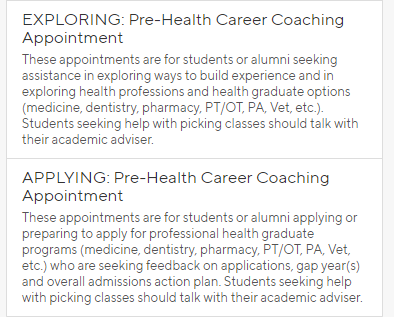 EXPLORING: Pre-Health Career Coaching
Appointment
These appointments are for students or alumni seeking
assistance in exploring ways to build experience and in
exploring health professions and health graduate options
(medicine, dentistry, pharmacy, PT/OT, PA, Vet, etc.).
Students seeking help with picking classes should talk with
their academic adviser.
APPLYING: Pre-Health Career Coaching
Appointment
These appointments are for students or alumni applying or
preparing to apply for professional health graduate
programs (medicine, dentistry, pharmacy, PT/OT, PA, Vet,
etc.) who are seeking feedback on applications, gap year(s)
and overall admissions action plan. Students seeking help
with picking classes should talk with their academic adviser.